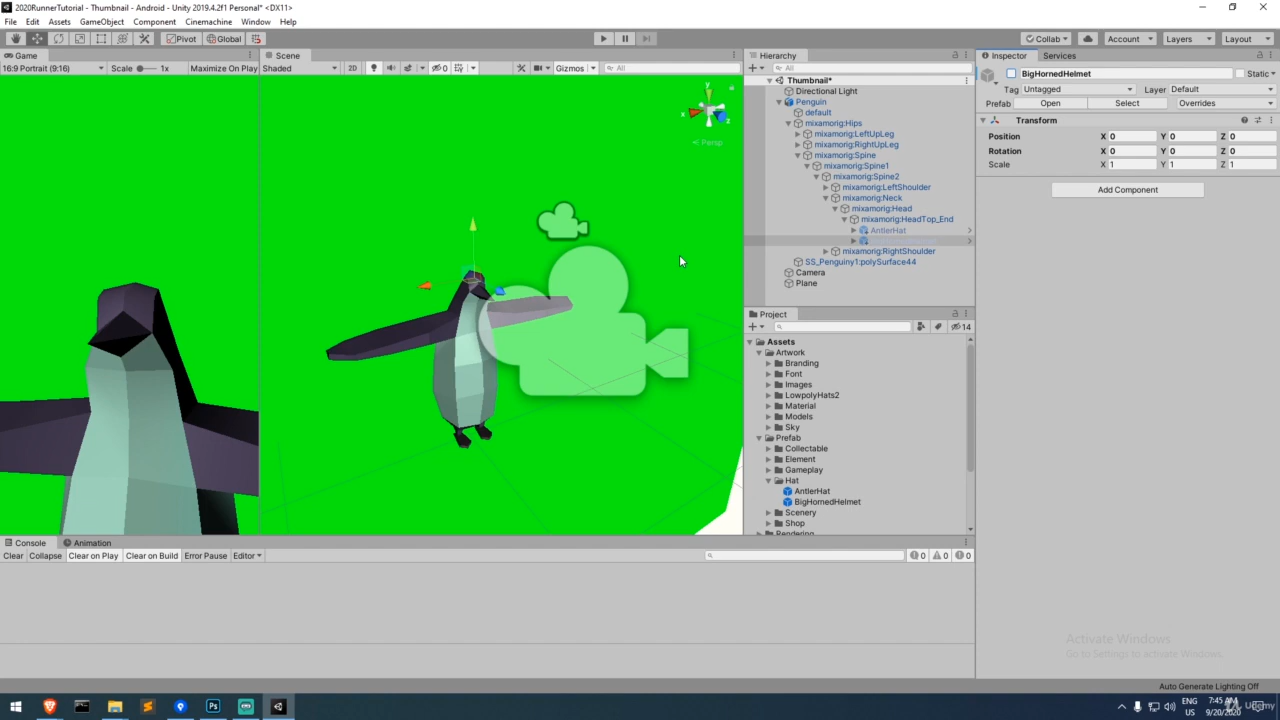 2020RunnerTutorial - Thumbnail - Android - Unity 2019.4.2f1 Personal* <DX11>
File Edit Assets GameObject Component Cinemachine Window Help
Pivot Global Collab Account Layers Layout
Game Scene Hierarchy Inspector Services
16:9 Portrait (9:16) Scale 1x Maximize On Play Shaded 2D 0 Gizmos All All
BigHornedHelmet Static
Tag Untagged Layer Default
Prefab Open Select Overrides
Transform
Position X 0 Y 0 Z 0
Rotation X 0 Y 0 Z 0
Scale X 1 Y 1 Z 1
Add Component
y
x
z
Persp
Thumbnail*
Directional Light
Penguin
default
mixamorig:Hips
mixamorig:LeftUpLeg
mixamorig:RightUpLeg
mixamorig:Spine
mixamorig:Spine1
mixamorig:Spine2
mixamorig:LeftShoulder
mixamorig:Neck
mixamorig:Head
mixamorig:HeadTop_End
AntlerHat
mixamorig:RightShoulder
SS_Penguiny1:polySurface44
Camera
Plane
Project
14
Assets
Artwork
Branding
Font
Images
LowpolyHats2
Material
Models
Sky
Prefab
Collectable
Element
Gameplay
Hat
AntlerHat
BigHornedHelmet
Scenery
Shop
Rendering
Console Animation
Clear Collapse Clear on Play Clear on Build Error Pause Editor 0 0 0
Activate Windows
Go to Settings to activate Windows.
Auto Generate Lighting Off
Ps
ENG
US
7:45 AM
9/20/2020
Udemy